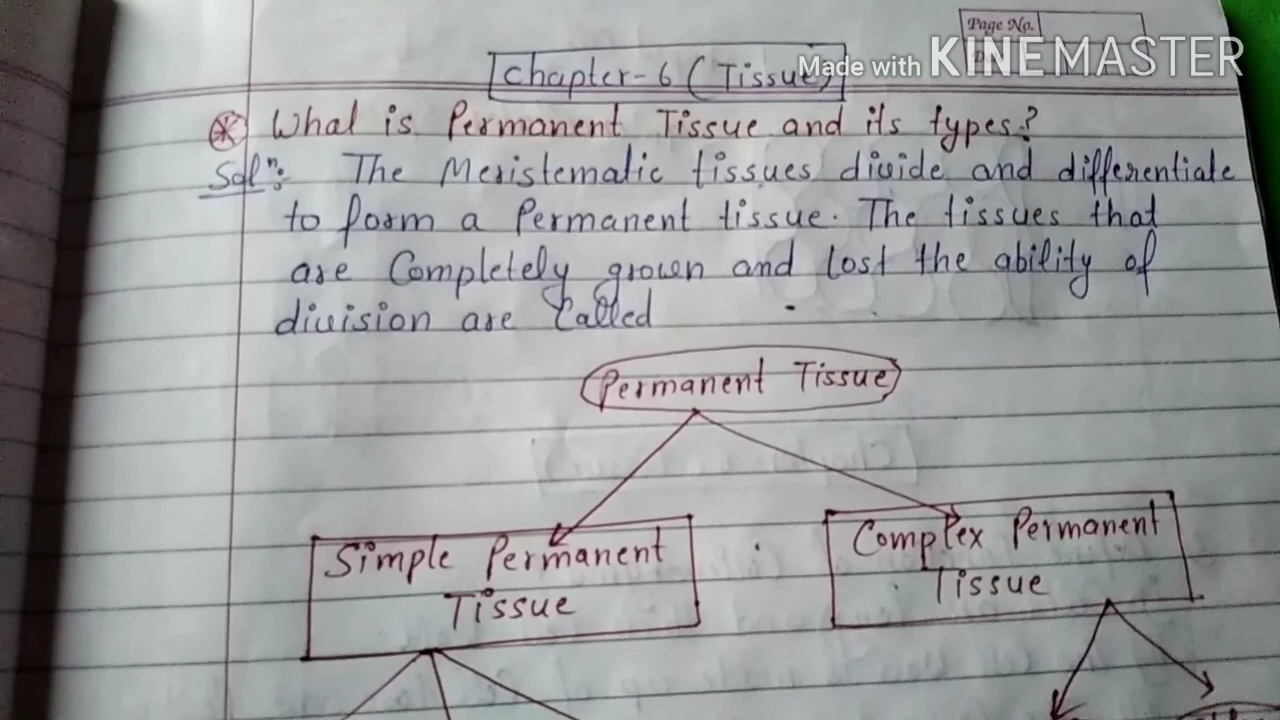 Page No.
Made with KINEMASTER
Chapter-6 (Tissue)
What is Permanent Tissue and its types?
Solⁿ: The Meristematic tissues divide and differentiate
to form a Permanent tissue. The tissues that
are Completely grown and lost the ability of
division are Called
Permanent Tissue
Simple Permanent
Tissue
Complex Permanent
Tissue